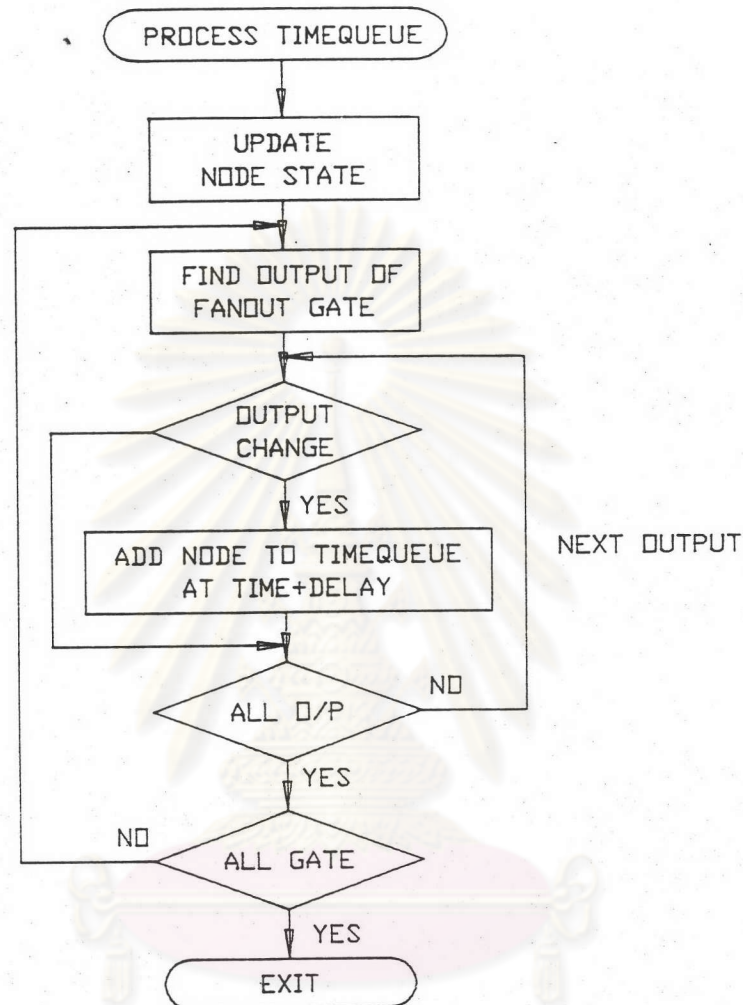 PROCESS TIMEQUEUE
UPDATE
NODE STATE
FIND OUTPUT OF
FANOUT GATE
OUTPUT
CHANGE
YES
ADD NODE TO TIMEQUEUE
AT TIME+DELAY
NEXT OUTPUT
ALL O/P
NO
YES
ALL GATE
NO
YES
EXIT